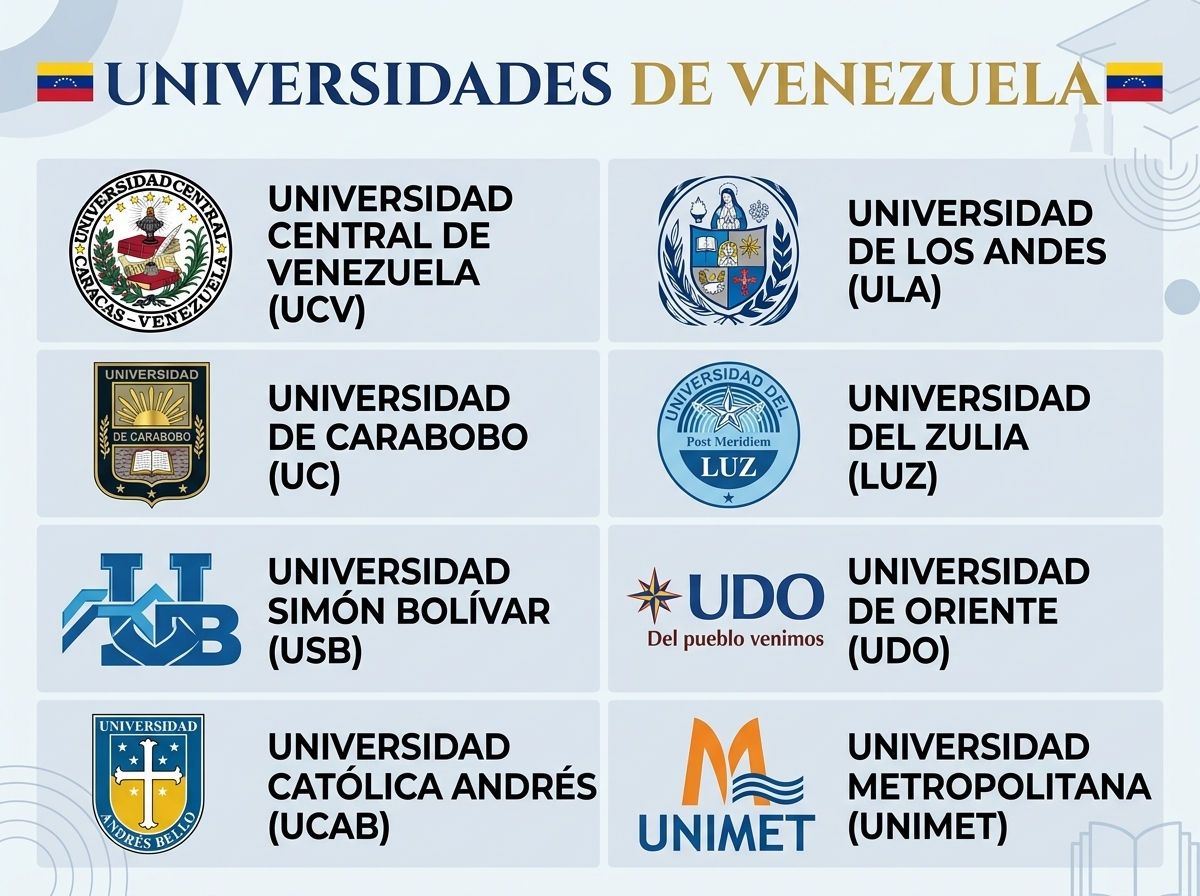 UNIVERSIDADES DE VENEZUELA
UNIVERSIDAD CENTRAL
CARACAS - VENEZUELA
UNIVERSIDAD
CENTRAL DE
VENEZUELA
(UCV)
UNIVERSIDAD
DE LOS ANDES
(ULA)
UNIVERSIDAD
DE CARABOBO
UNIVERSIDAD
DE CARABOBO
(UC)
UNIVERSIDAD DEL
Post Meridiem
LUZ
UNIVERSIDAD
DEL ZULIA
(LUZ)
USB
UNIVERSIDAD
SIMÓN BOLÍVAR
(USB)
UDO
Del pueblo venimos
UNIVERSIDAD
DE ORIENTE
(UDO)
UNIVERSIDAD
ANDRÉS BELLO
UNIVERSIDAD
CATÓLICA ANDRÉS
(UCAB)
UNIMET
UNIVERSIDAD
METROPOLITANA
(UNIMET)